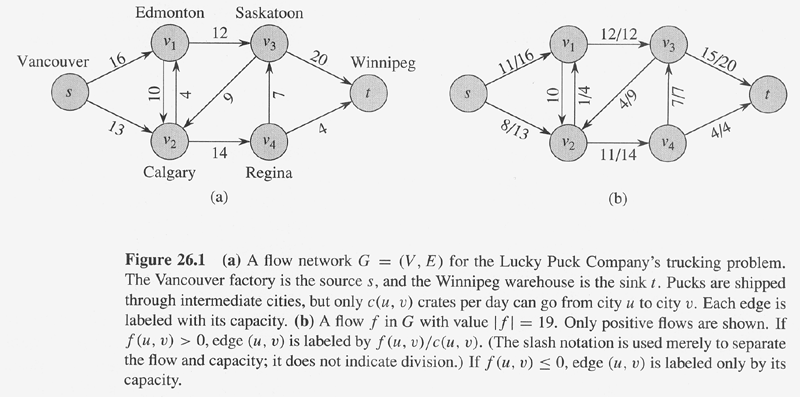 Edmonton Saskatoon
12
v1 v3
16 20
Vancouver Winnipeg
s 10 4 9 7 t
13 4
v2 v4
14
Calgary Regina
(a)
12/12
v1 v3
11/16 15/20
s 10 1/4 4/9 7/7 t
8/13 4/4
v2 v4
11/14
(b)
Figure 26.1 (a) A flow network G = (V, E) for the Lucky Puck Company's trucking problem.
The Vancouver factory is the source s, and the Winnipeg warehouse is the sink t. Pucks are shipped
through intermediate cities, but only c(u, v) crates per day can go from city u to city v. Each edge is
labeled with its capacity. (b) A flow f in G with value |f| = 19. Only positive flows are shown. If
f(u, v) > 0, edge (u, v) is labeled by f(u, v)/c(u, v). (The slash notation is used merely to separate
the flow and capacity; it does not indicate division.) If f(u, v) ≤ 0, edge (u, v) is labeled only by its
capacity.